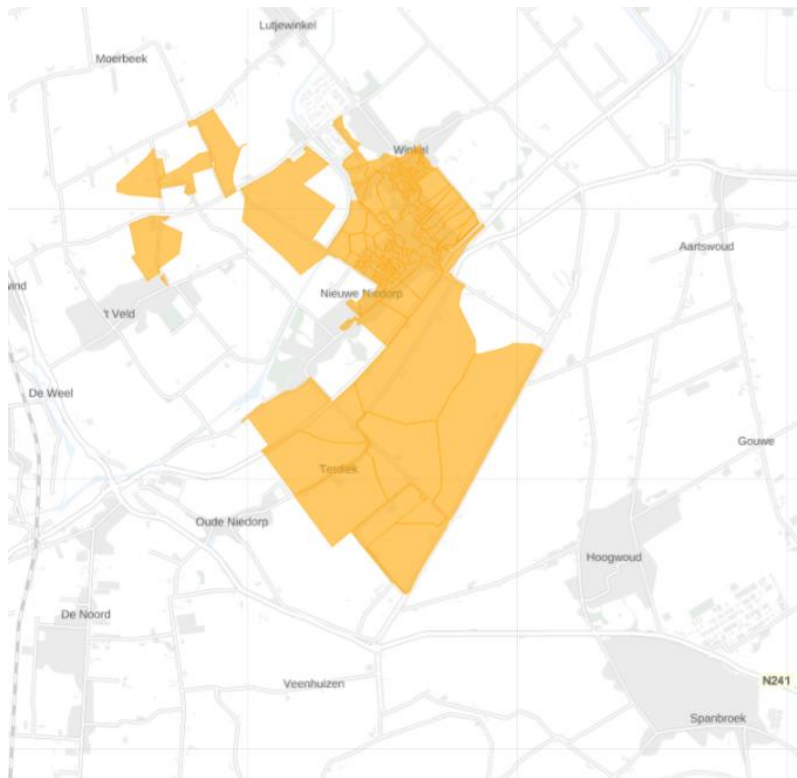 Lutjewinkel
Moerbeek
Winkel
Aartswoud
wind
Nieuwe Niedorp
't Veld
De Weel
Gouwe
Terdiek
Oude Niedorp
Hoogwoud
De Noord
Veenhuizen
N241
Spanbroek